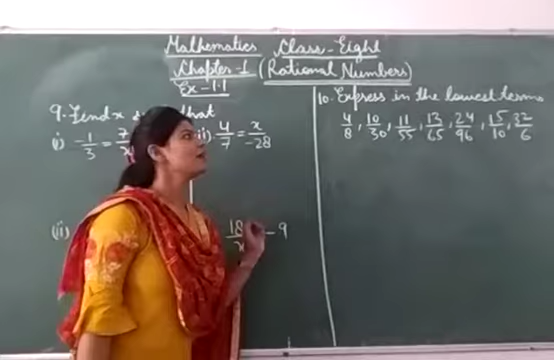 Mathematics Class-Eight
Chapter-1 (Rational Numbers)
Ex-1.1
9. Find x that
(i) -1/3 = 7/x (ii) 4/7 = x/-28
(ii) 18/x -9
10. Express in the lowest terms
4/8, 10/30, 11/55, 13/65, 24/96, 15/10, 32/6